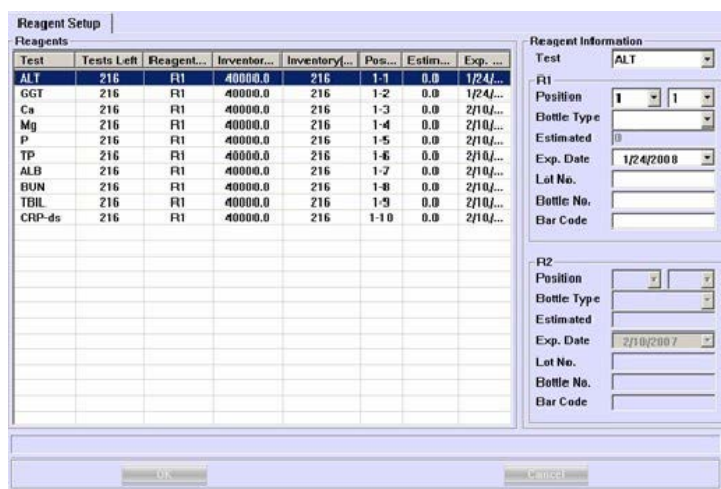 Reagent Setup
Reagents
Test Tests Left Reagent... Inventor... Inventory(... Pos... Estim... Exp. ...
ALT 216 R1 40000.0 216 1-1 0.0 1/24/...
GGT 216 R1 40000.0 216 1-2 0.0 1/24/...
Ca 216 R1 40000.0 216 1-3 0.0 2/10/...
Mg 216 R1 40000.0 216 1-4 0.0 2/10/...
P 216 R1 40000.0 216 1-5 0.0 2/10/...
TP 216 R1 40000.0 216 1-6 0.0 2/10/...
ALB 216 R1 40000.0 216 1-7 0.0 2/10/...
BUN 216 R1 40000.0 216 1-8 0.0 2/10/...
TBIL 216 R1 40000.0 216 1-9 0.0 2/10/...
CRP-ds 216 R1 40000.0 216 1-10 0.0 2/10/...
Reagent Information
Test ALT
R1
Position 1 1
Bottle Type
Estimated 0
Exp. Date 1/24/2008
Lot No.
Bottle No.
Bar Code
R2
Position
Bottle Type
Estimated
Exp. Date 2/10/2007
Lot No.
Bottle No.
Bar Code
OK Cancel